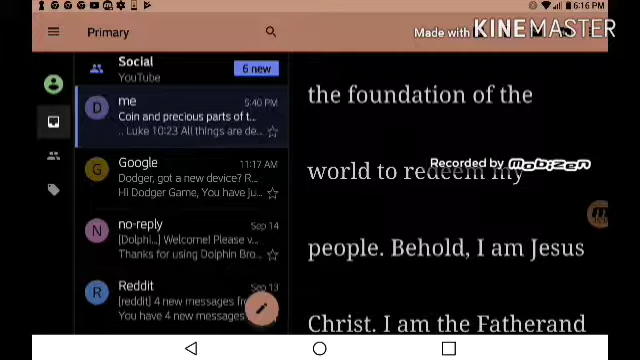 6:16 PM
Primary
Made with
KINEMASTER
Social
YouTube
6 new
D
me
5:40 PM
Coin and precious parts of t...
.. Luke 10:23 All things are de...
G
Google
11:17 AM
Dodger, got a new device? R...
Hi Dodger Game, You have ju...
N
no-reply
Sep 14
[Dolphi...] Welcome! Please v...
Thanks for using Dolphin Bro...
R
Reddit
Sep 13
[reddit] 4 new messages fr
You have 4 new messages
the foundation of the
world to redeem my
Recorded by mobizen
people. Behold, I am Jesus
Christ. I am the Fatherand